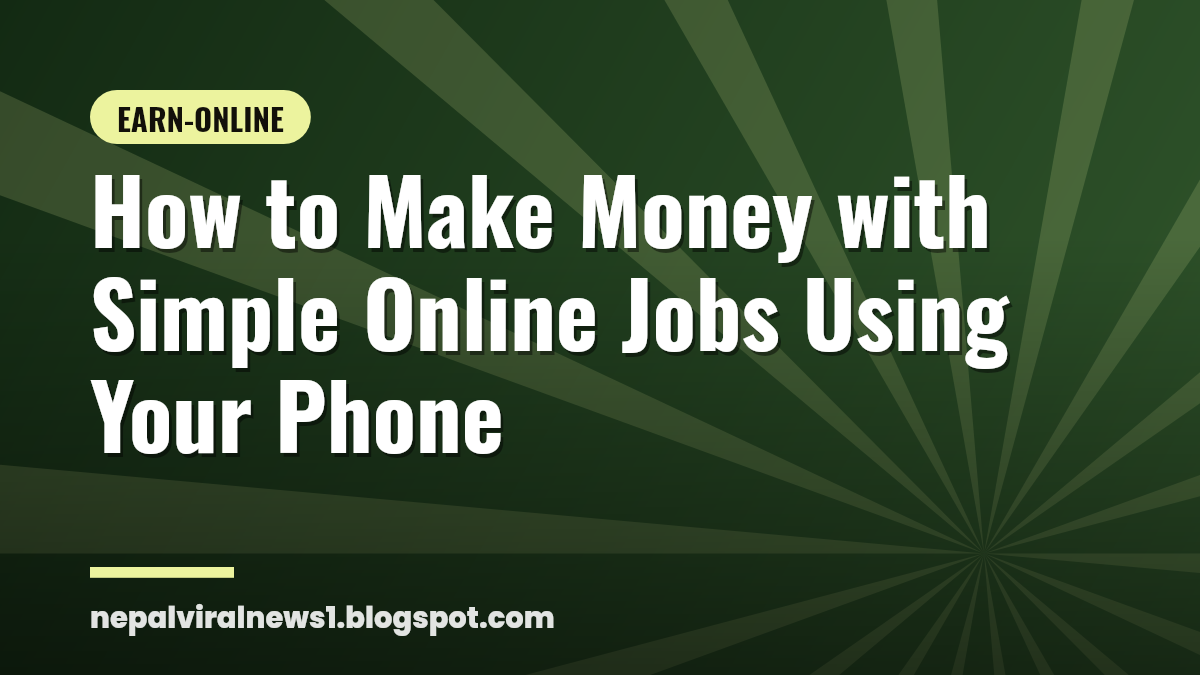 EARN-ONLINE
How to Make Money with
Simple Online Jobs Using
Your Phone
nepalviralnews1.blogspot.com